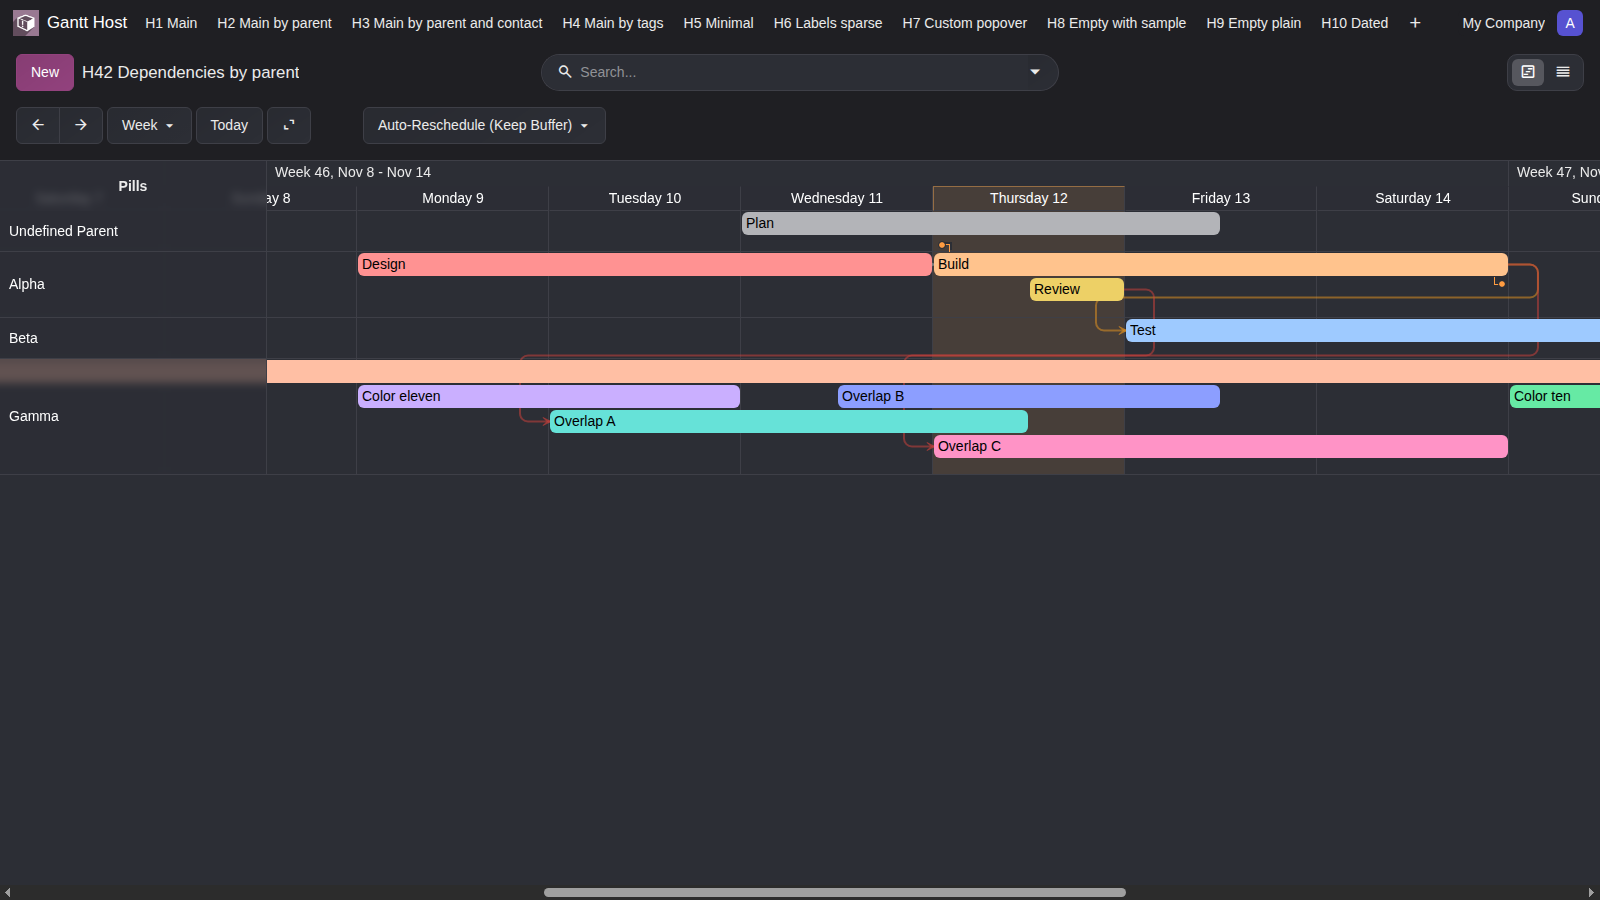 Gantt Host H1 Main H2 Main by parent H3 Main by parent and contact H4 Main by tags H5 Minimal H6 Labels sparse H7 Custom popover H8 Empty with sample H9 Empty plain H10 Dated + My Company A
New H42 Dependencies by parent Search...
Week Today Auto-Reschedule (Keep Buffer)
Week 46, Nov 8 - Nov 14 Week 47, Nov
Pills
ay 8 Monday 9 Tuesday 10 Wednesday 11 Thursday 12 Friday 13 Saturday 14 Sund
Plan
Undefined Parent
Design Build
Alpha
Review
Test
Beta
Color eleven Overlap B Color ten
Gamma
Overlap A
Overlap C